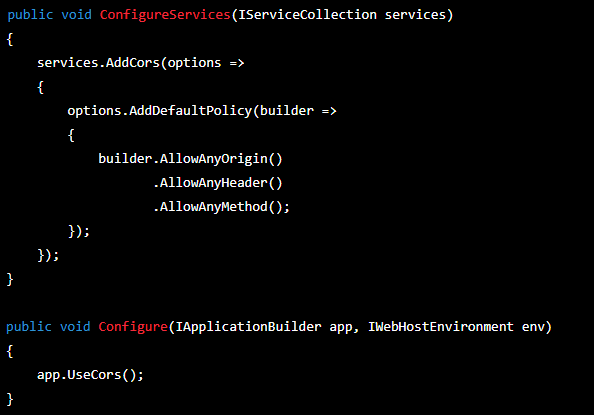 public void ConfigureServices(IServiceCollection services)
{
    services.AddCors(options =>
    {
        options.AddDefaultPolicy(builder =>
        {
            builder.AllowAnyOrigin()
                   .AllowAnyHeader()
                   .AllowAnyMethod();
        });
    });
}

public void Configure(IApplicationBuilder app, IWebHostEnvironment env)
{
    app.UseCors();
}